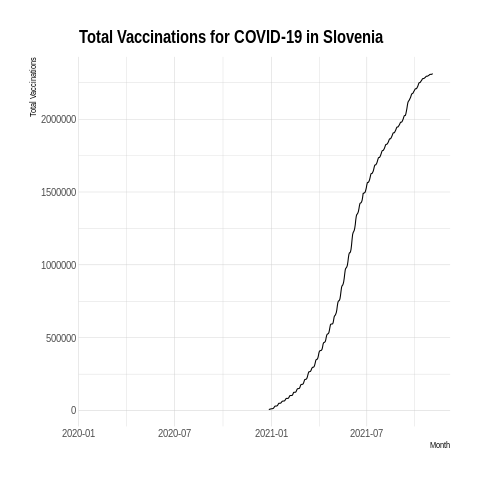 Total Vaccinations for COVID-19 in Slovenia
Total Vaccinations
2000000
1500000
1000000
500000
0
2020-01 2020-07 2021-01 2021-07
Month